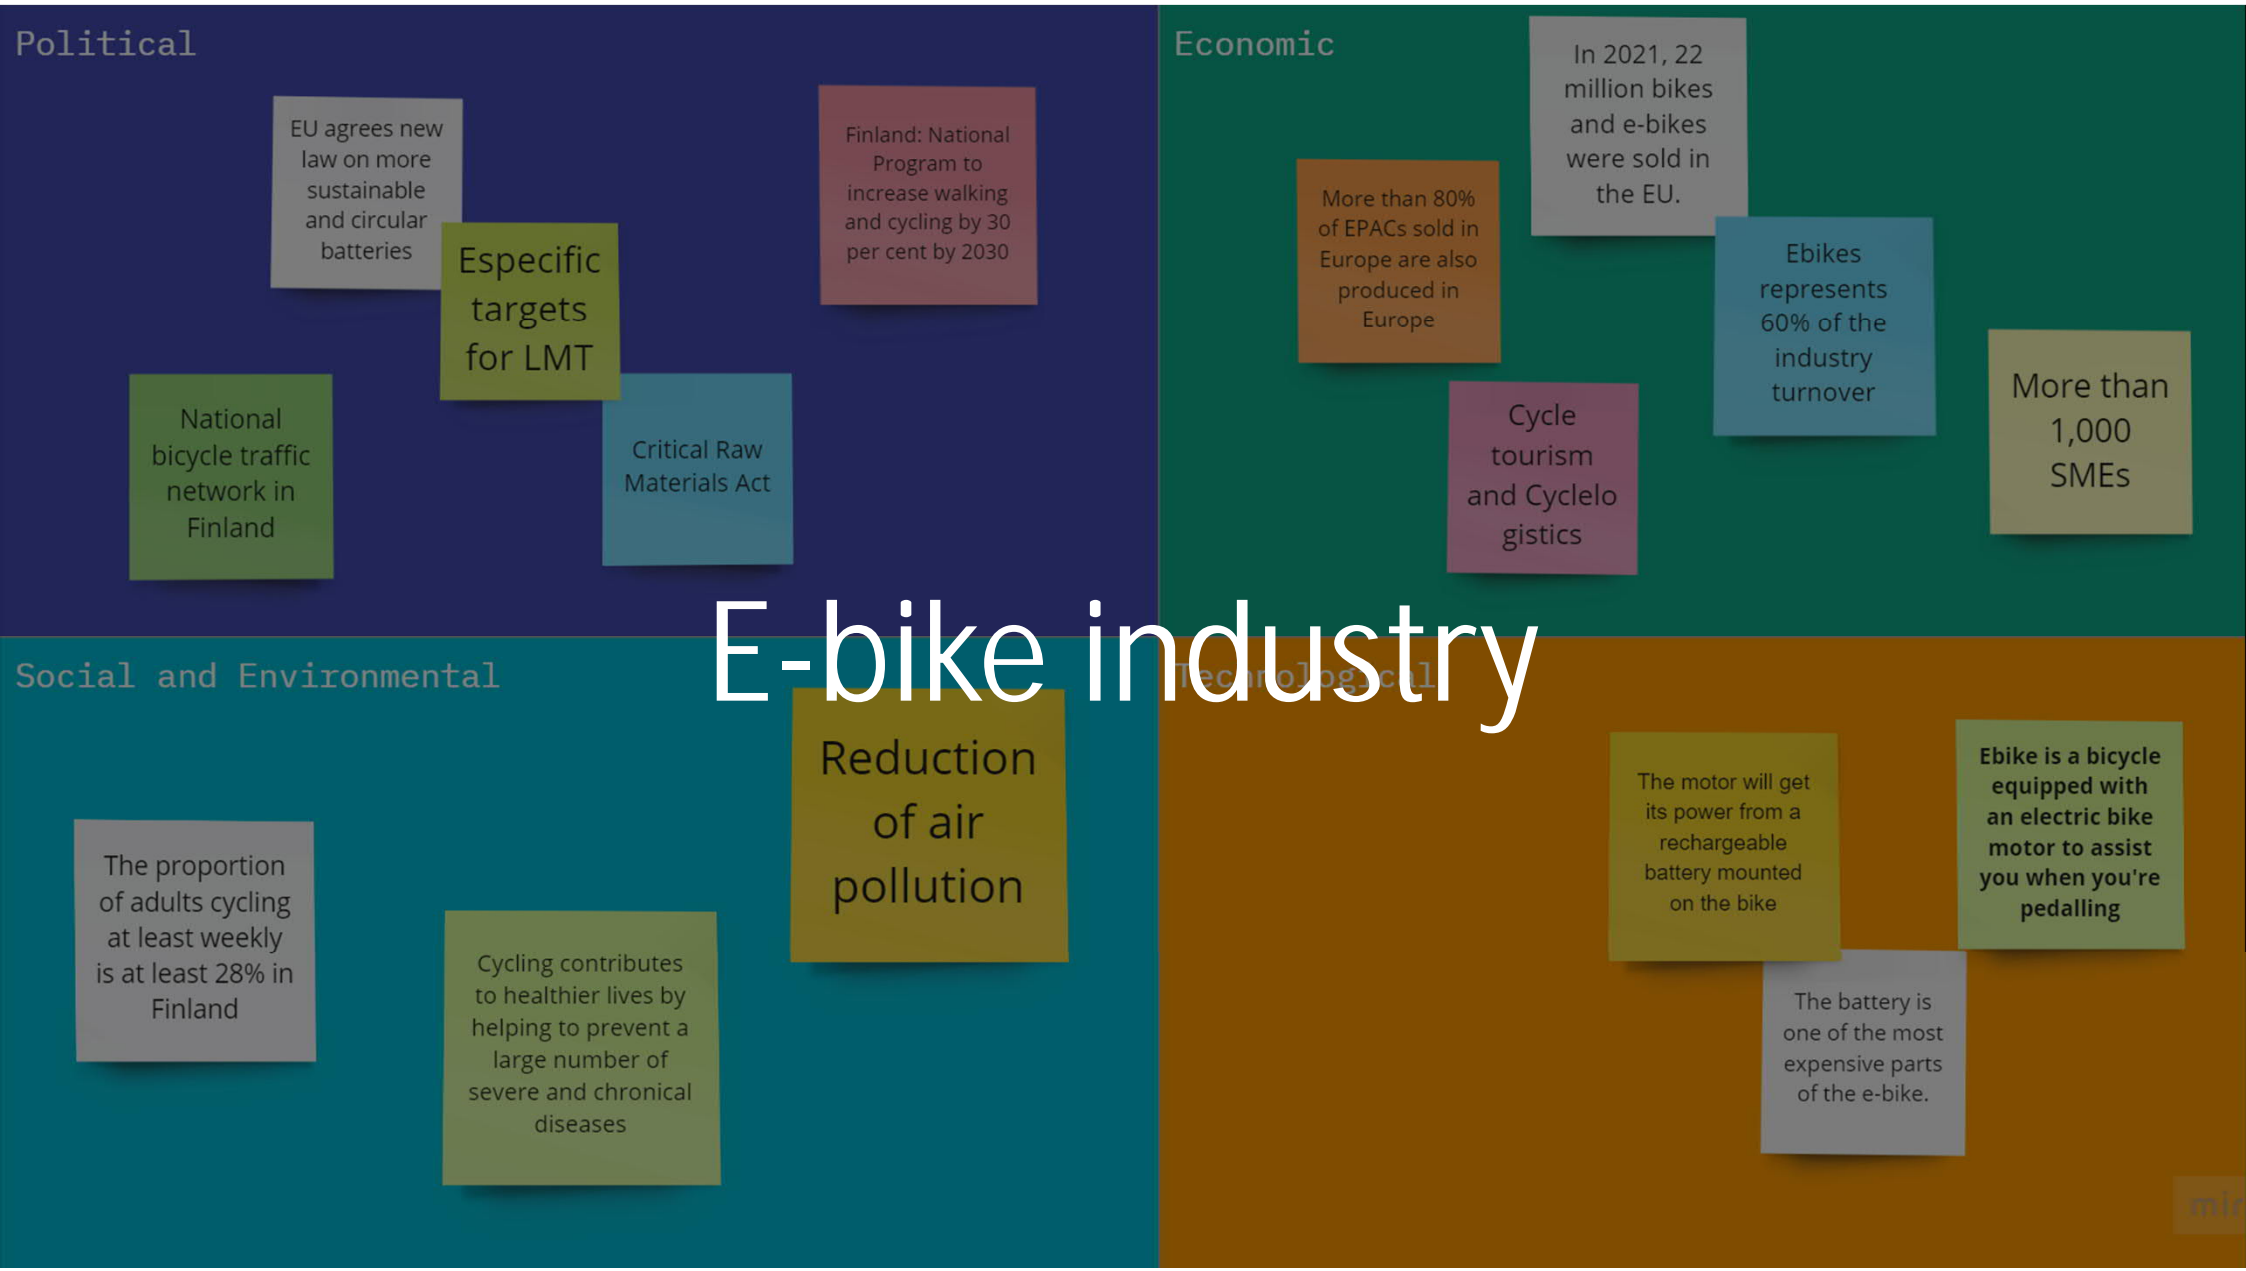 Political
EU agrees new
law on more
sustainable
and circular
batteries
Especific
targets
for LMT
Finland: National
Program to
increase walking
and cycling by 30
per cent by 2030
National
bicycle traffic
network in
Finland
Critical Raw
Materials Act
Economic
In 2021, 22
million bikes
and e-bikes
were sold in
the EU.
More than 80%
of EPACs sold in
Europe are also
produced in
Europe
Ebikes
represents
60% of the
industry
turnover
More than
1,000
SMEs
Cycle
tourism
and Cyclelo
gistics
E-bike industry
Social and Environmental
Reduction
of air
pollution
The proportion
of adults cycling
at least weekly
is at least 28% in
Finland
Cycling contributes
to healthier lives by
helping to prevent a
large number of
severe and chronical
diseases
Technological
The motor will get
its power from a
rechargeable
battery mounted
on the bike
Ebike is a bicycle
equipped with
an electric bike
motor to assist
you when you're
pedalling
The battery is
one of the most
expensive parts
of the e-bike.